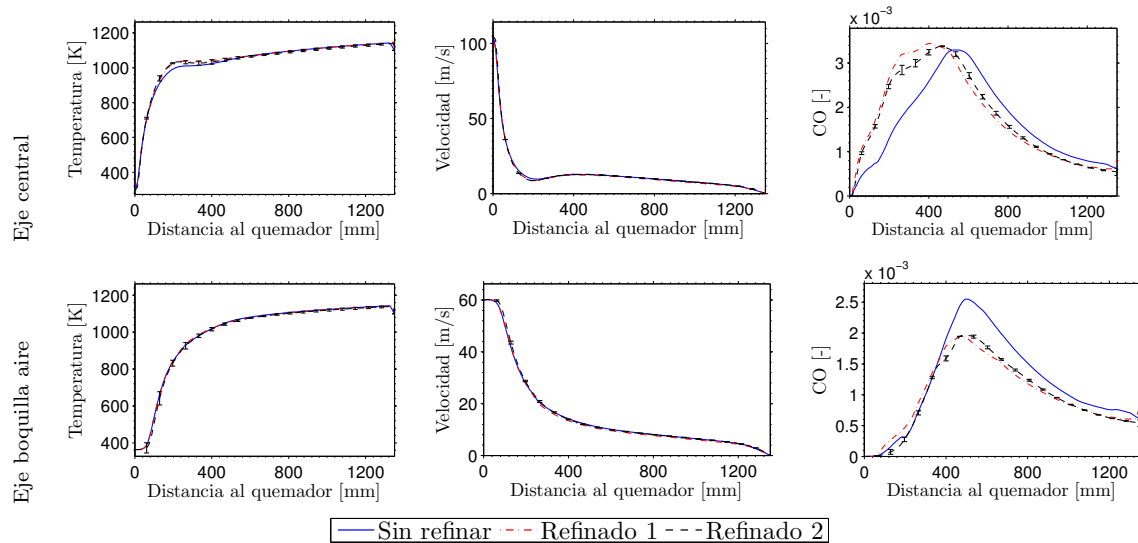 Eje central
Temperatura [K]
1200
1000
800
600
400
0 400 800 1200
Distancia al quemador [mm]
Velocidad [m/s]
100
50
0
0 400 800 1200
Distancia al quemador [mm]
x 10⁻³
CO [-]
3
2
1
0
0 400 800 1200
Distancia al quemador [mm]
Eje boquilla aire
Temperatura [K]
1200
1000
800
600
400
0 400 800 1200
Distancia al quemador [mm]
Velocidad [m/s]
60
40
20
0
0 400 800 1200
Distancia al quemador [mm]
x 10⁻³
CO [-]
2.5
2
1.5
1
0.5
0
0 400 800 1200
Distancia al quemador [mm]
Sin refinar Refinado 1 Refinado 2